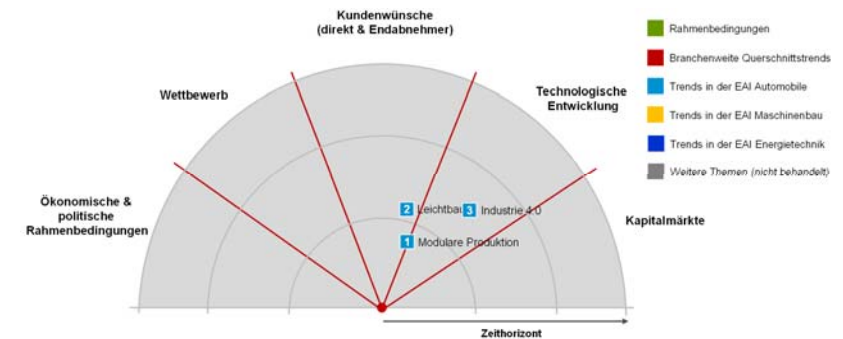 Kundenwünsche
(direkt & Endabnehmer)
Wettbewerb
Technologische
Entwicklung
Ökonomische &
politische
Rahmenbedingungen
Kapitalmärkte
2 Leichtbau
3 Industrie 4.0
1 Modulare Produktion
Zeithorizont
Rahmenbedingungen
Branchenweite Querschnittstrends
Trends in der EAI Automobile
Trends in der EAI Maschinenbau
Trends in der EAI Energietechnik
Weitere Themen (nicht behandelt)